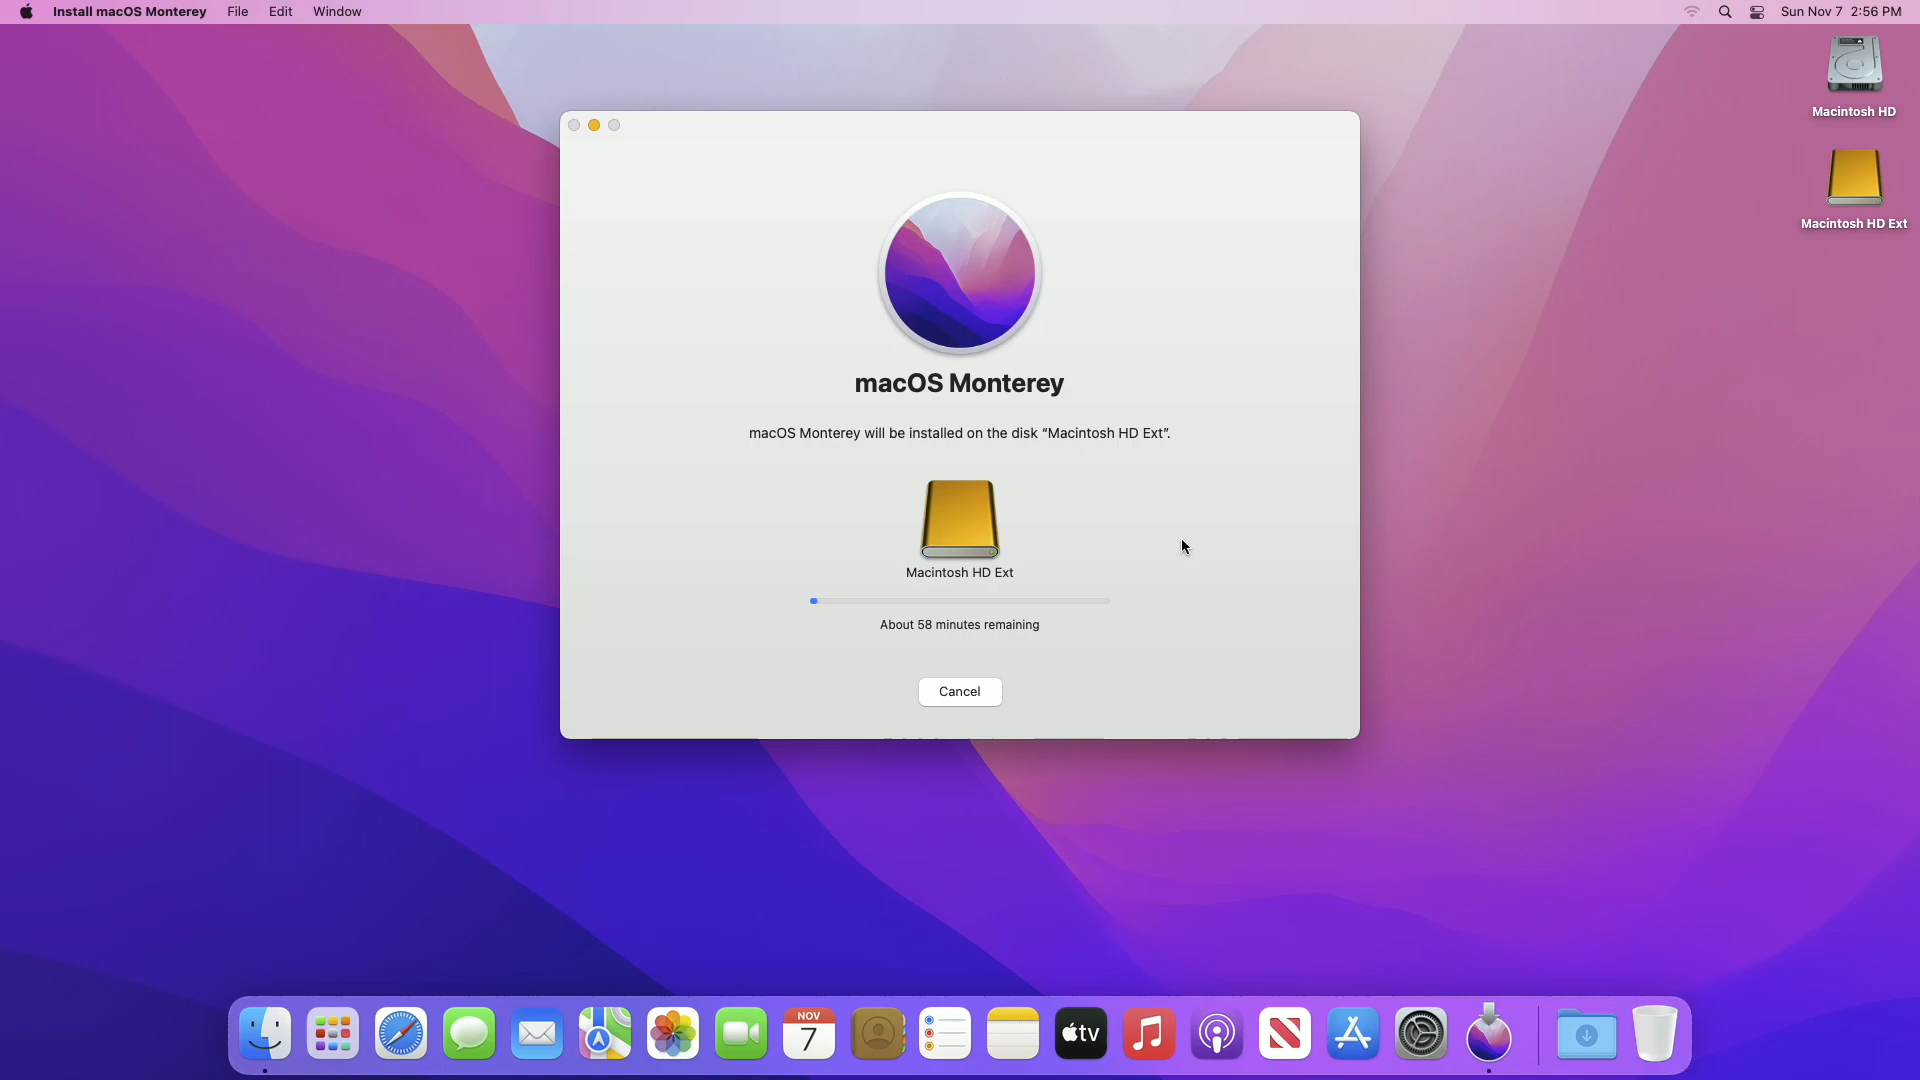 Install macOS Monterey File Edit Window Sun Nov 7 2:56 PM
Macintosh HD
Macintosh HD Ext
macOS Monterey
macOS Monterey will be installed on the disk “Macintosh HD Ext”.
Macintosh HD Ext
About 58 minutes remaining
Cancel
NOV
7
tv